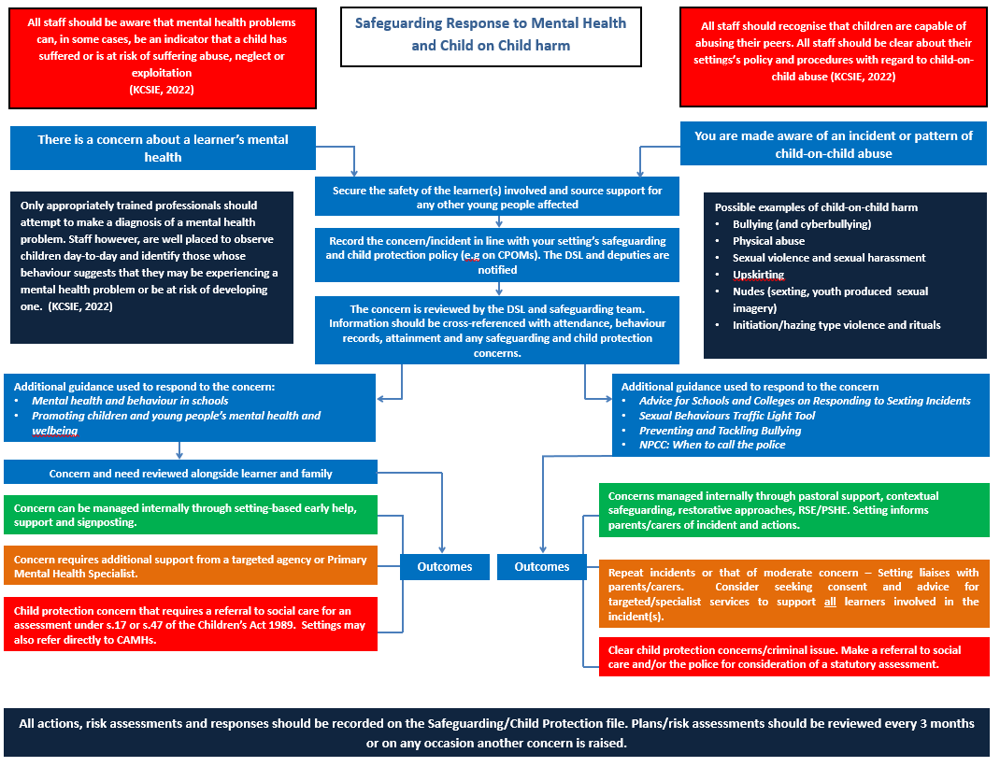 All staff should be aware that mental health problems
can, in some cases, be an indicator that a child has
suffered or is at risk of suffering abuse, neglect or
exploitation
(KCSIE, 2022)
Safeguarding Response to Mental Health
and Child on Child harm
All staff should recognise that children are capable of
abusing their peers. All staff should be clear about their
settings's policy and procedures with regard to child-on-
child abuse (KCSIE, 2022)
There is a concern about a learner's mental
health
You are made aware of an incident or pattern of
child-on-child abuse
Secure the safety of the learner(s) involved and source support for
any other young people affected
Only appropriately trained professionals should
attempt to make a diagnosis of a mental health
problem. Staff however, are well placed to observe
children day-to-day and identify those whose
behaviour suggests that they may be experiencing a
mental health problem or be at risk of developing
one. (KCSIE, 2022)
Record the concern/incident in line with your setting's safeguarding
and child protection policy (e.g on CPOMs). The DSL and deputies are
notified
The concern is reviewed by the DSL and safeguarding team.
Information should be cross-referenced with attendance, behaviour
records, attainment and any safeguarding and child protection
concerns.
Possible examples of child-on-child harm
• Bullying (and cyberbullying)
• Physical abuse
• Sexual violence and sexual harassment
• Upskirting
• Nudes (sexting, youth produced sexual
imagery)
• Initiation/hazing type violence and rituals
Additional guidance used to respond to the concern:
• Mental health and behaviour in schools
• Promoting children and young people's mental health and
welbeing
Additional guidance used to respond to the concern
• Advice for Schools and Colleges on Responding to Sexting Incidents
• Sexual Behaviours Traffic Light Tool
• Preventing and Tackling Bullying
• NPCC: When to call the police
Concern and need reviewed alongside learner and family
Concern can be managed internally through setting-based early help,
support and signposting.
Concern requires additional support from a targeted agency or Primary
Mental Health Specialist.
Child protection concern that requires a referral to social care for an
assessment under s.17 or s.47 of the Children's Act 1989. Settings may
also refer directly to CAMHs.
Outcomes
Outcomes
Concerns managed internally through pastoral support, contextual
safeguarding, restorative approaches, RSE/PSHE. Setting informs
parents/carers of incident and actions.
Repeat incidents or that of moderate concern – Setting liaises with
parents/carers. Consider seeking consent and advice for
targeted/specialist services to support all learners involved in the
incident(s).
Clear child protection concerns/criminal issue. Make a referral to social
care and/or the police for consideration of a statutory assessment.
All actions, risk assessments and responses should be recorded on the Safeguarding/Child Protection file. Plans/risk assessments should be reviewed every 3 months
or on any occasion another concern is raised.